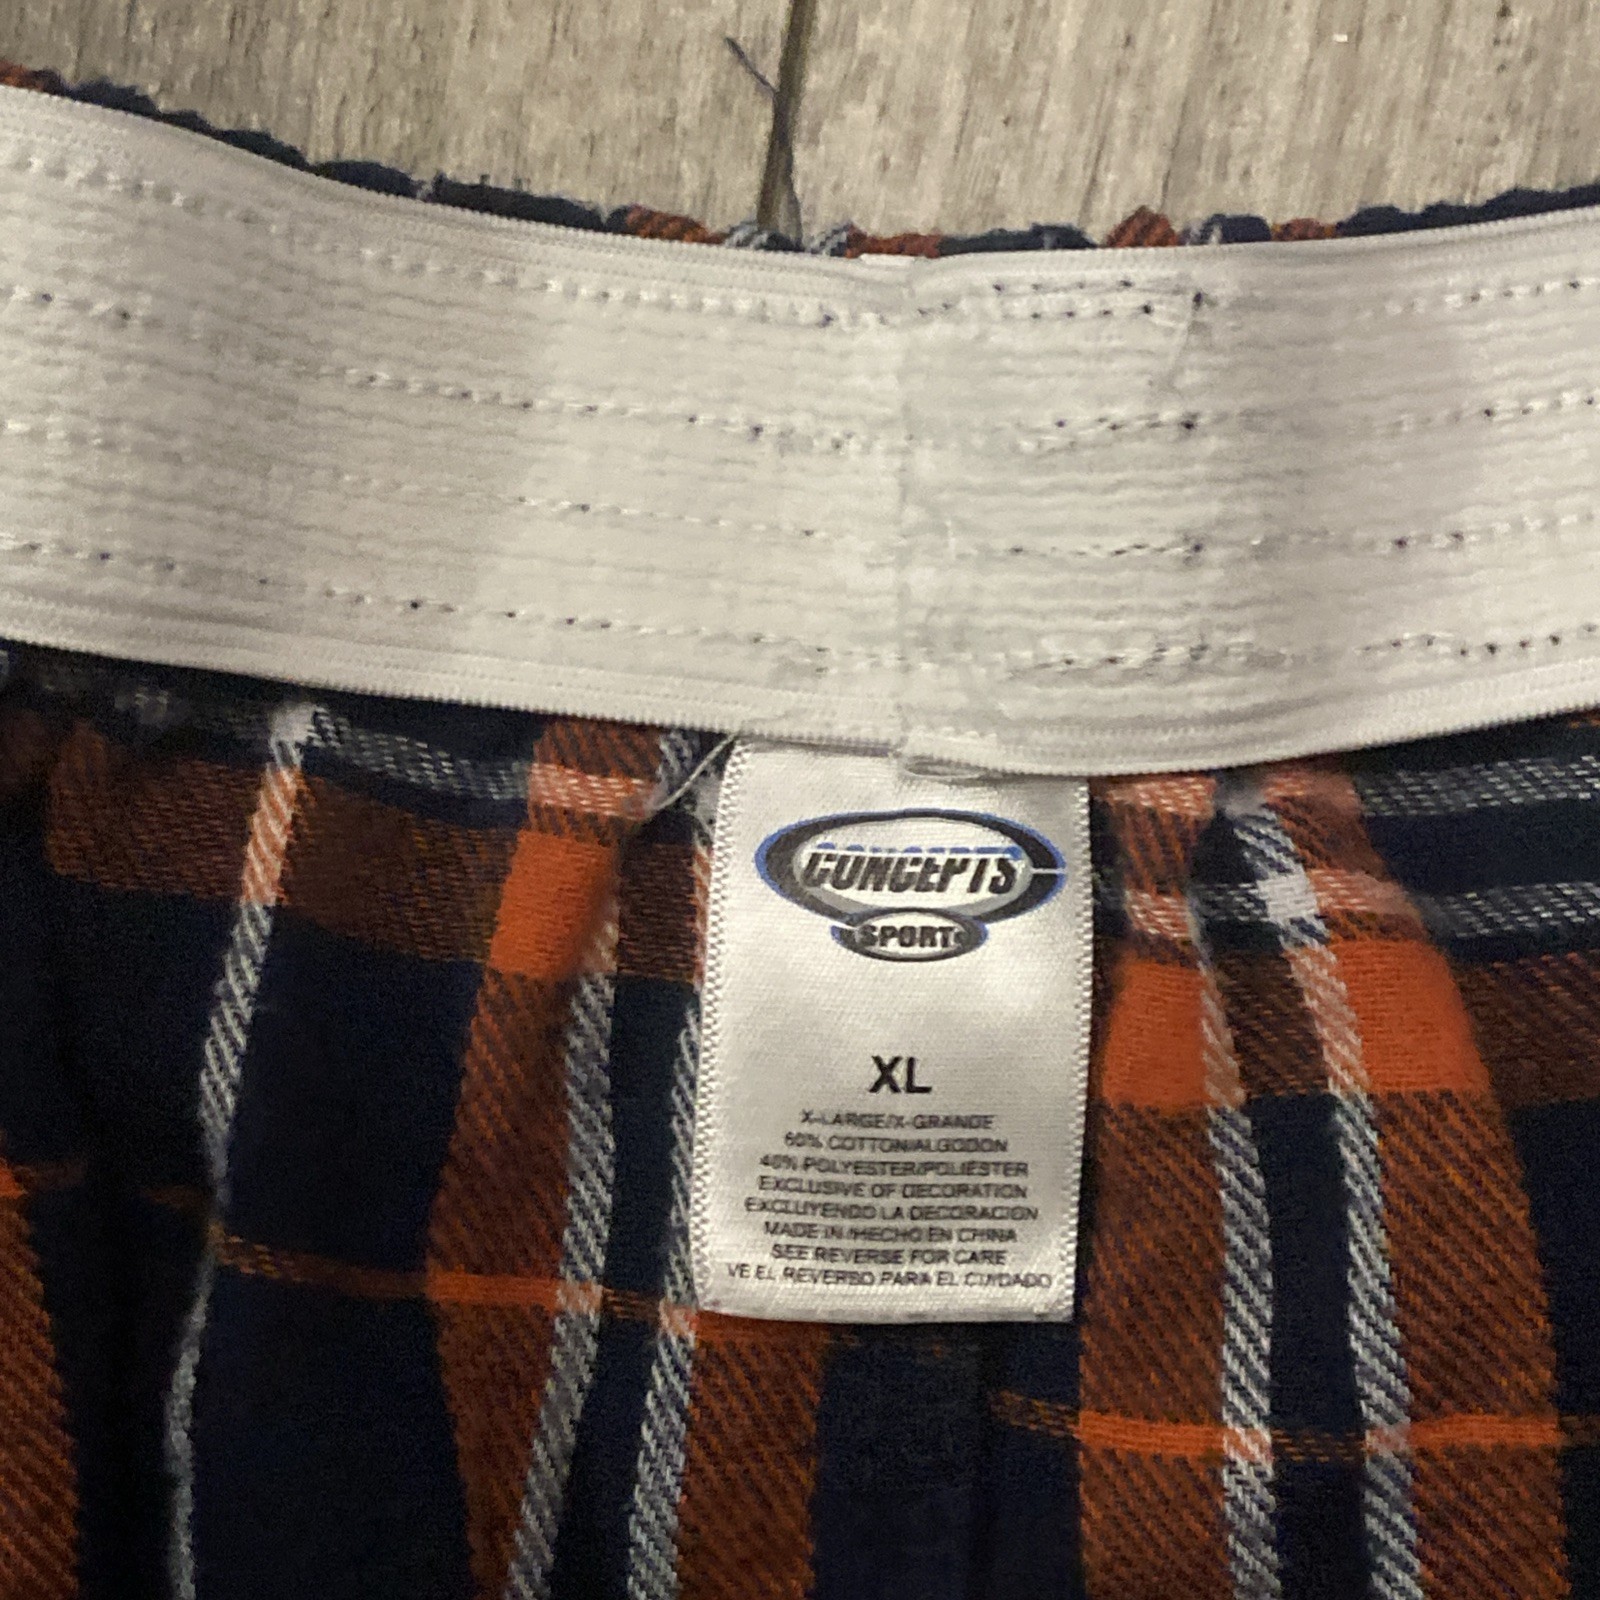 CONCEPTS
SPORT
XL
X-LARGE/X-GRANDE
60% COTTON/ALGODON
40% POLYESTER/POLIESTER
EXCLUSIVE OF DECORATION
EXCLUYENDO LA DECORACION
MADE IN /HECHO EN CHINA
SEE REVERSE FOR CARE
VE EL REVERSO PARA EL CUIDADO